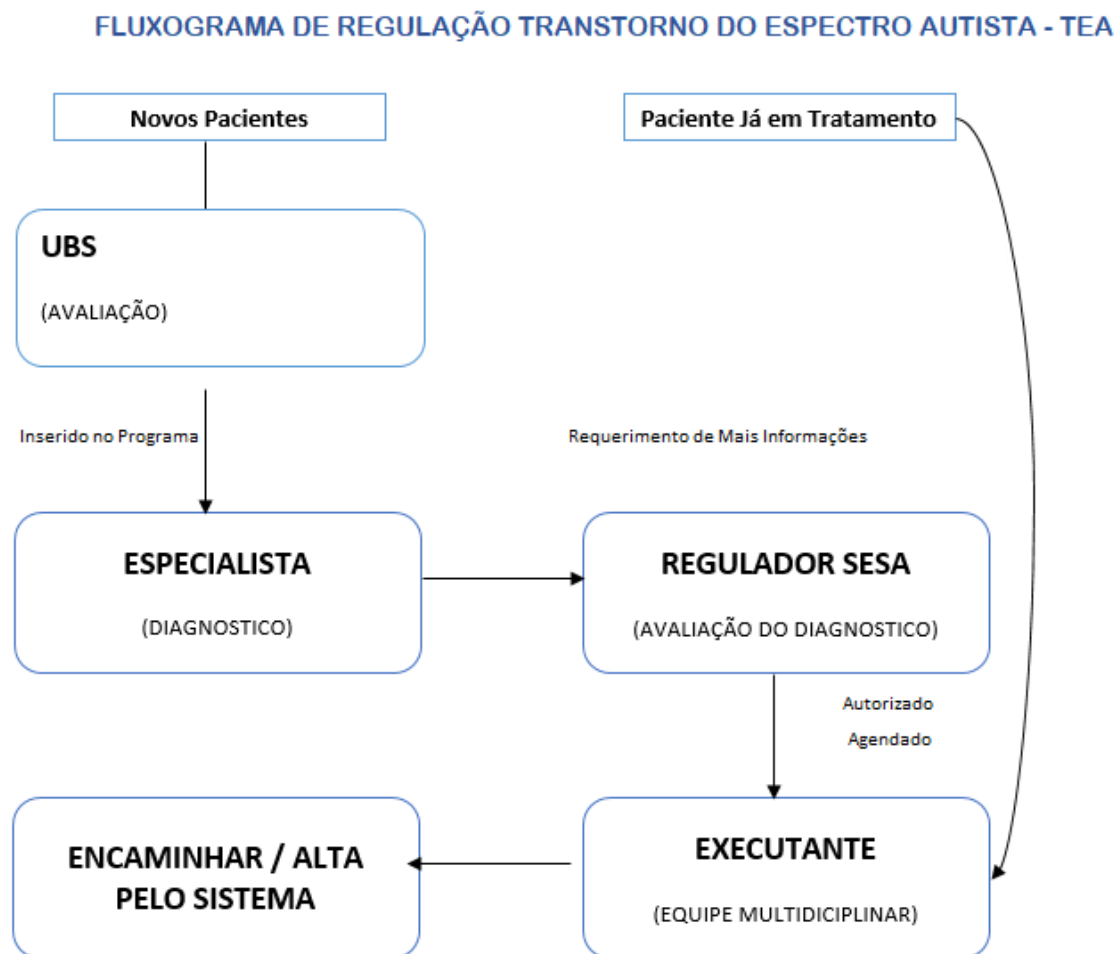 FLUXOGRAMA DE REGULAÇÃO TRANSTORNO DO ESPECTRO AUTISTA - TEA
Novos Pacientes
Paciente Já em Tratamento
UBS
(AVALIAÇÃO)
Inserido no Programa
Requerimento de Mais Informações
ESPECIALISTA
(DIAGNOSTICO)
REGULADOR SESA
(AVALIAÇÃO DO DIAGNOSTICO)
Autorizado
Agendado
ENCAMINHAR / ALTA
PELO SISTEMA
EXECUTANTE
(EQUIPE MULTIDICIPLINAR)